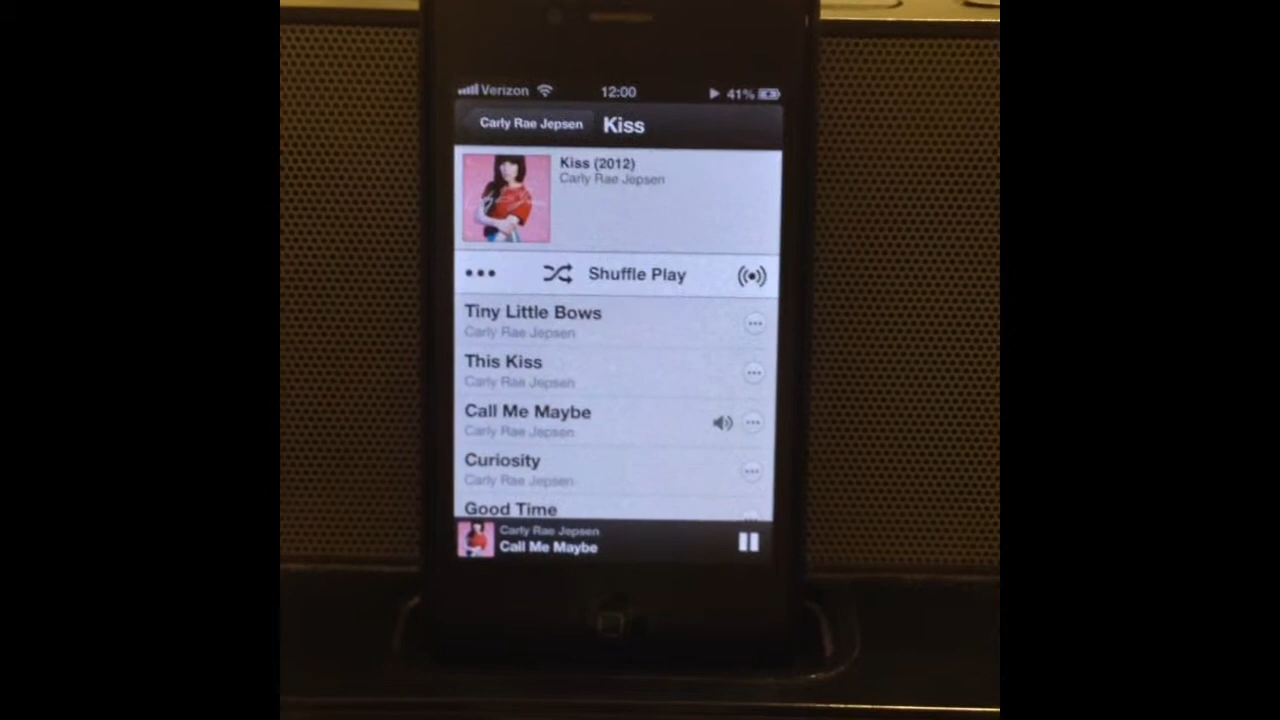 Verizon 12:00 41%
Carly Rae Jepsen Kiss
Kiss (2012)
Carly Rae Jepsen
Shuffle Play
Tiny Little Bows
Carly Rae Jepsen
This Kiss
Carly Rae Jepsen
Call Me Maybe
Carly Rae Jepsen
Curiosity
Carly Rae Jepsen
Good Time
Carly Rae Jepsen
Call Me Maybe